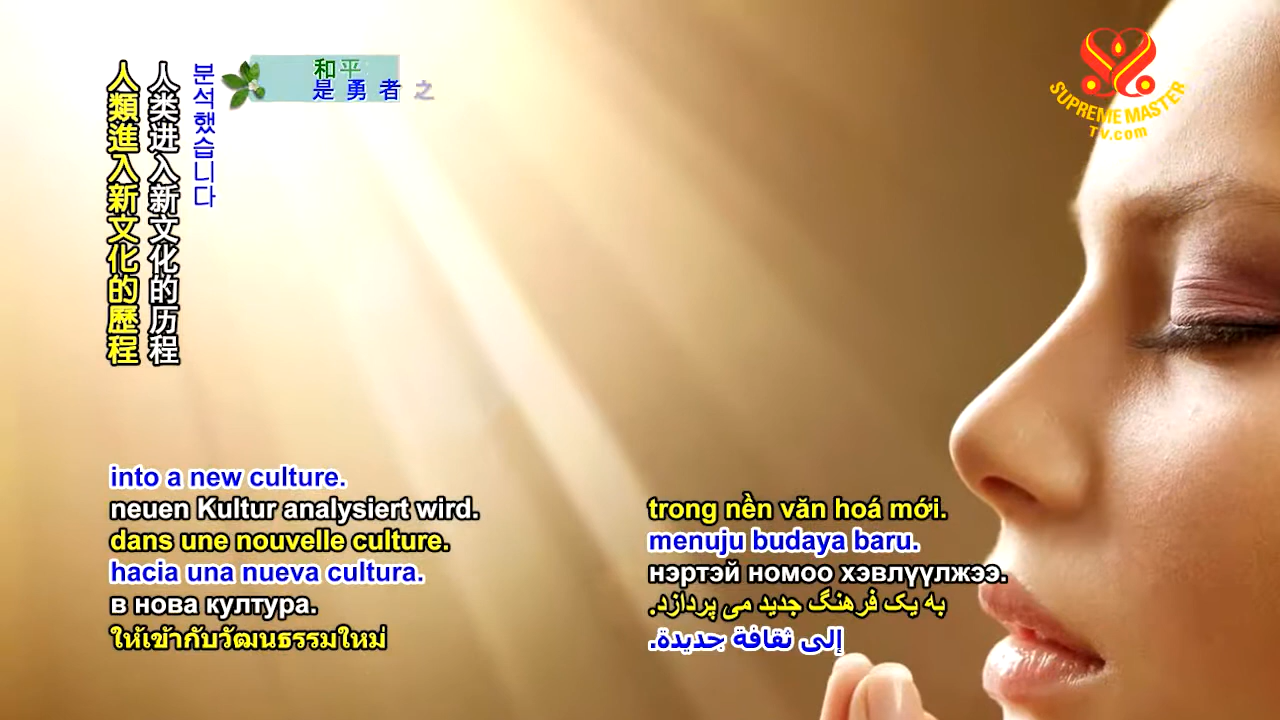 人類進入新文化的歷程
人类进入新文化的历程
분석했습니다
和平
是勇者之
SUPREME MASTER
TV.com
into a new culture.
neuen Kultur analysiert wird.
dans une nouvelle culture.
hacia una nueva cultura.
в нова култура.
ให้เข้ากับวัฒนธรรมใหม่
trong nền văn hoá mới.
menuju budaya baru.
нэртэй номоо хэвлүүлжээ.
به یک فرهنگ جدید می پردازد.
إلى ثقافة جديدة.